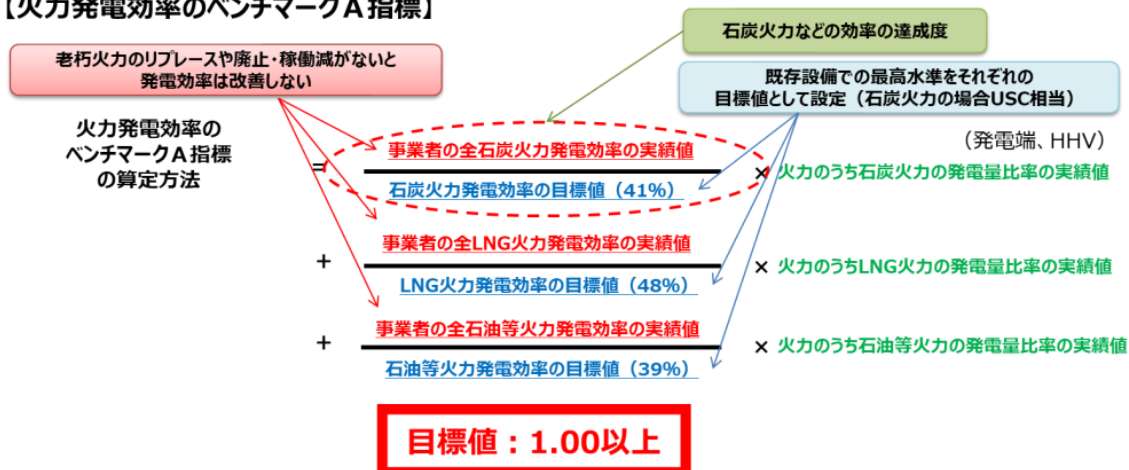 【火力発電効率のベンチマークA指標】
石炭火力などの効率の達成度
老朽火力のリプレースや廃止・稼働減がないと
発電効率は改善しない
既存設備での最高水準をそれぞれの
目標値として設定（石炭火力の場合USC相当）
火力発電効率の
ベンチマークA指標
の算定方法
（発電端、HHV）
=
事業者の全石炭火力発電効率の実績値
石炭火力発電効率の目標値（41%）
× 火力のうち石炭火力の発電量比率の実績値
+
事業者の全LNG火力発電効率の実績値
LNG火力発電効率の目標値（48%）
× 火力のうちLNG火力の発電量比率の実績値
+
事業者の全石油等火力発電効率の実績値
石油等火力発電効率の目標値（39%）
× 火力のうち石油等火力の発電量比率の実績値
目標値：1.00以上